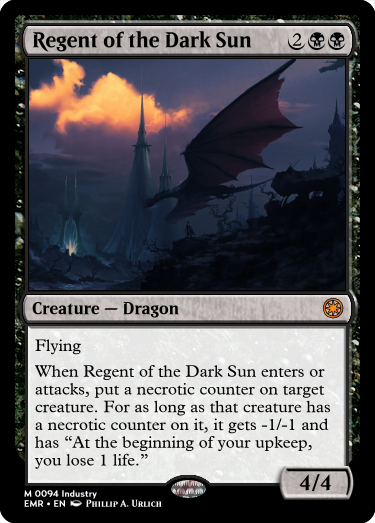 Regent of the Dark Sun 2
Creature — Dragon
Flying
When Regent of the Dark Sun enters or
attacks, put a necrotic counter on target
creature. For as long as that creature has
a necrotic counter on it, it gets -1/-1 and
has “At the beginning of your upkeep,
you lose 1 life.”
4/4
M 0094 Industry
EMR • EN Phillip A. Urlich